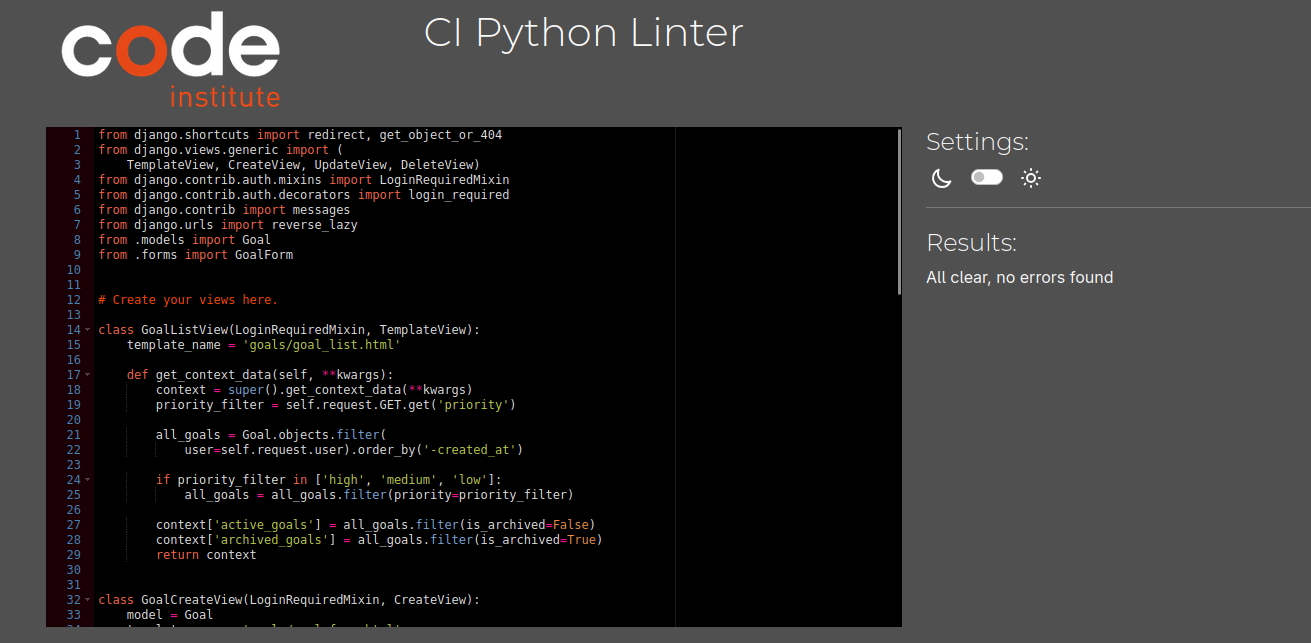 code
institute
CI Python Linter
1 from django.shortcuts import redirect, get_object_or_404
2 from django.views.generic import (
3     TemplateView, CreateView, UpdateView, DeleteView)
4 from django.contrib.auth.mixins import LoginRequiredMixin
5 from django.contrib.auth.decorators import login_required
6 from django.contrib import messages
7 from django.urls import reverse_lazy
8 from .models import Goal
9 from .forms import GoalForm
10
11
12 # Create your views here.
13
14 class GoalListView(LoginRequiredMixin, TemplateView):
15     template_name = 'goals/goal_list.html'
16
17     def get_context_data(self, **kwargs):
18         context = super().get_context_data(**kwargs)
19         priority_filter = self.request.GET.get('priority')
20
21         all_goals = Goal.objects.filter(
22             user=self.request.user).order_by('-created_at')
23
24         if priority_filter in ['high', 'medium', 'low']:
25             all_goals = all_goals.filter(priority=priority_filter)
26
27         context['active_goals'] = all_goals.filter(is_archived=False)
28         context['archived_goals'] = all_goals.filter(is_archived=True)
29         return context
30
31
32 class GoalCreateView(LoginRequiredMixin, CreateView):
33     model = Goal
Settings:
Results:
All clear, no errors found